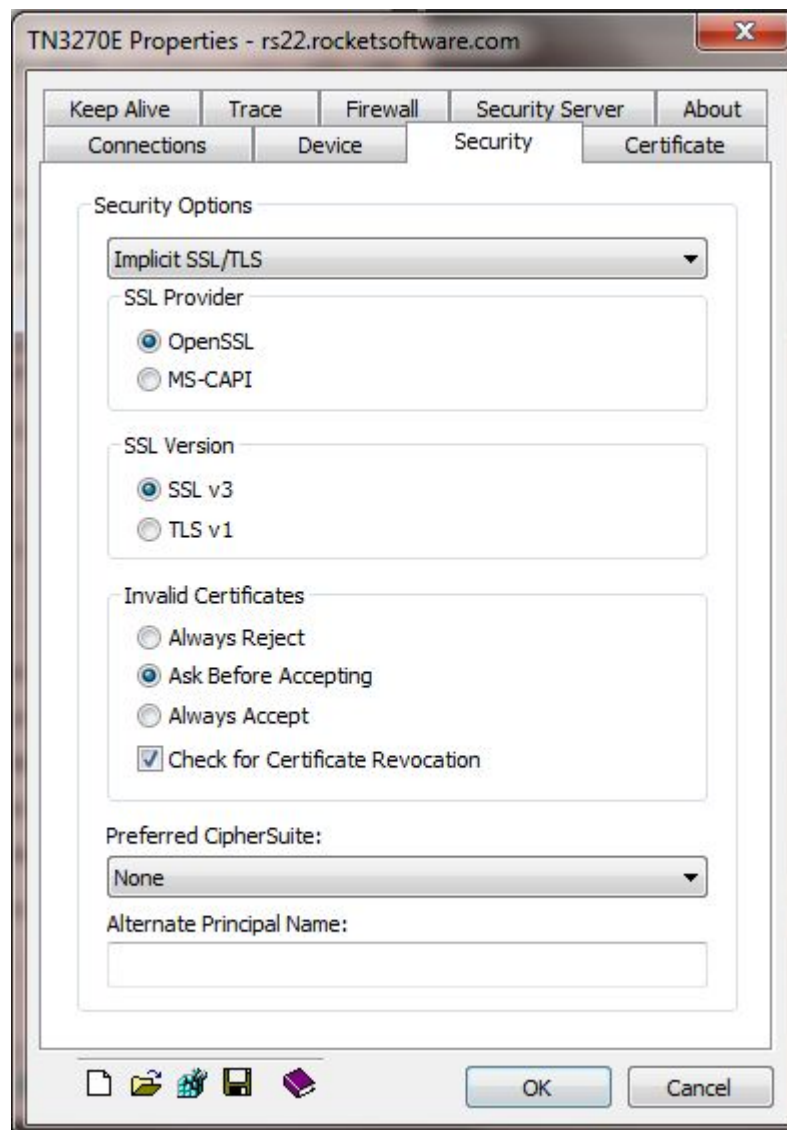 TN3270E Properties - rs22.rocketsoftware.com
Keep Alive Trace Firewall Security Server About
Connections Device Security Certificate
Security Options
Implicit SSL/TLS
SSL Provider
OpenSSL
MS-CAPI
SSL Version
SSL v3
TLS v1
Invalid Certificates
Always Reject
Ask Before Accepting
Always Accept
Check for Certificate Revocation
Preferred CipherSuite:
None
Alternate Principal Name:
OK Cancel